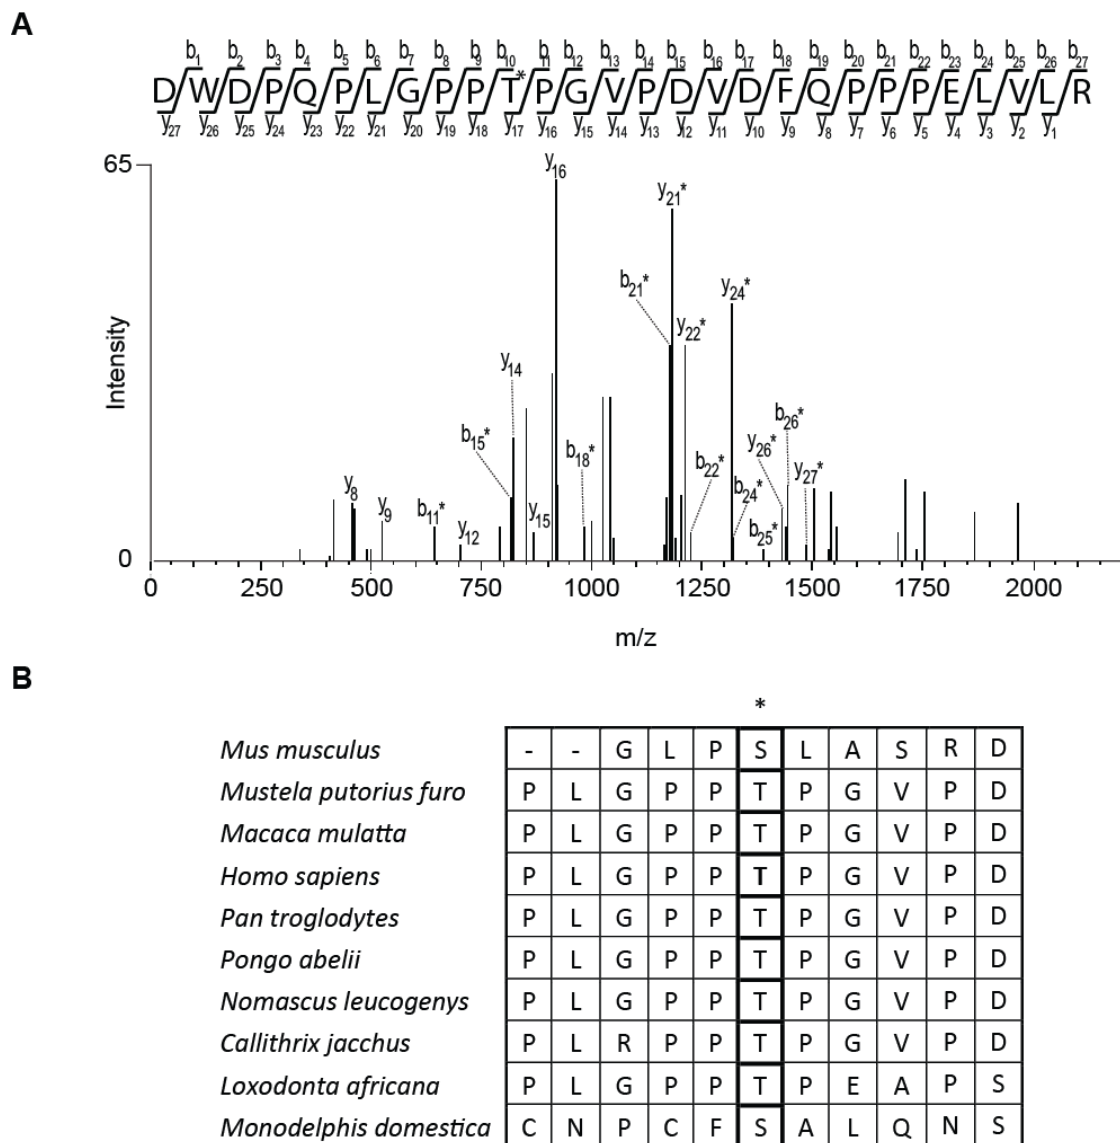 A
b1 b2 b3 b4 b5 b6 b7 b8 b9 b10 b11 b12 b13 b14 b15 b16 b17 b18 b19 b20 b21 b22 b23 b24 b25 b26 b27
D W D P Q P L G P P T* P G V P D V D F Q P P P E L V L R
y27 y26 y25 y24 y23 y22 y21 y20 y19 y18 y17 y16 y15 y14 y13 y12 y11 y10 y9 y8 y7 y6 y5 y4 y3 y2 y1
65
y16
y21*
b21*
y24*
y22*
y14
b15*
b18*
y26*
b26*
b22*
y27*
b24*
y8
y9
b11*
y12
y15
b25*
Intensity
0
0 250 500 750 1000 1250 1500 1750 2000
m/z
B
*
Mus musculus - - G L P S L A S R D
Mustela putorius furo P L G P P T P G V P D
Macaca mulatta P L G P P T P G V P D
Homo sapiens P L G P P T P G V P D
Pan troglodytes P L G P P T P G V P D
Pongo abelii P L G P P T P G V P D
Nomascus leucogenys P L G P P T P G V P D
Callithrix jacchus P L R P P T P G V P D
Loxodonta africana P L G P P T P E A P S
Monodelphis domestica C N P C F S A L Q N S